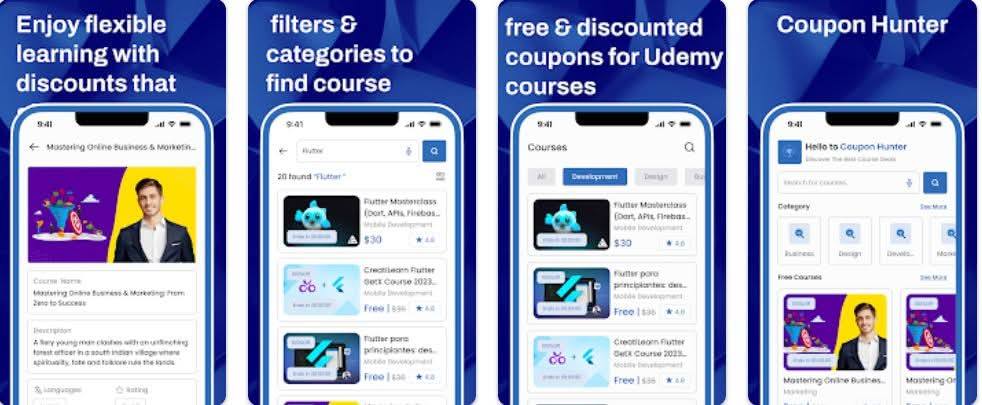 Enjoy flexible
learning with
discounts that
9:41
Mastering Online Business & Marketin...
Course Name
Mastering Online Business & Marketing: From
Zero to Success
Description
A fiery young man clashes with an unflinching
forest officer in a south Indian village where
spirituality, fate and folklore rule the lands.
Languages
Rating
filters &
categories to
find course
9:41
Flutter
20 found "Flutter"
Flutter Masterclass
(Dart, APIs, Firebas...
Mobile Development
$30
4.6
CreatiLearn Flutter
GetX Course 2023...
Mobile Development
Free | $36
4.6
Flutter para
principiantes: des...
Mobile Development
Free | $36
4.6
free & discounted
coupons for Udemy
courses
9:41
Courses
All
Development
Design
Bu
Flutter Masterclass
(Dart, APIs, Firebas...
Mobile Development
$30
4.6
Flutter para
principiantes: des...
Mobile Development
Free | $36
4.6
CreatiLearn Flutter
GetX Course 2023...
Mobile Development
Free | $36
4.6
Coupon Hunter
9:41
Hello to Coupon Hunter
Discover The Best Course Deals
Search for courses..
Category
See More
Business
Design
Develo...
Marke
Free Courses
See More
Mastering Online Busines...
Marketing
Mastering On
Marketing